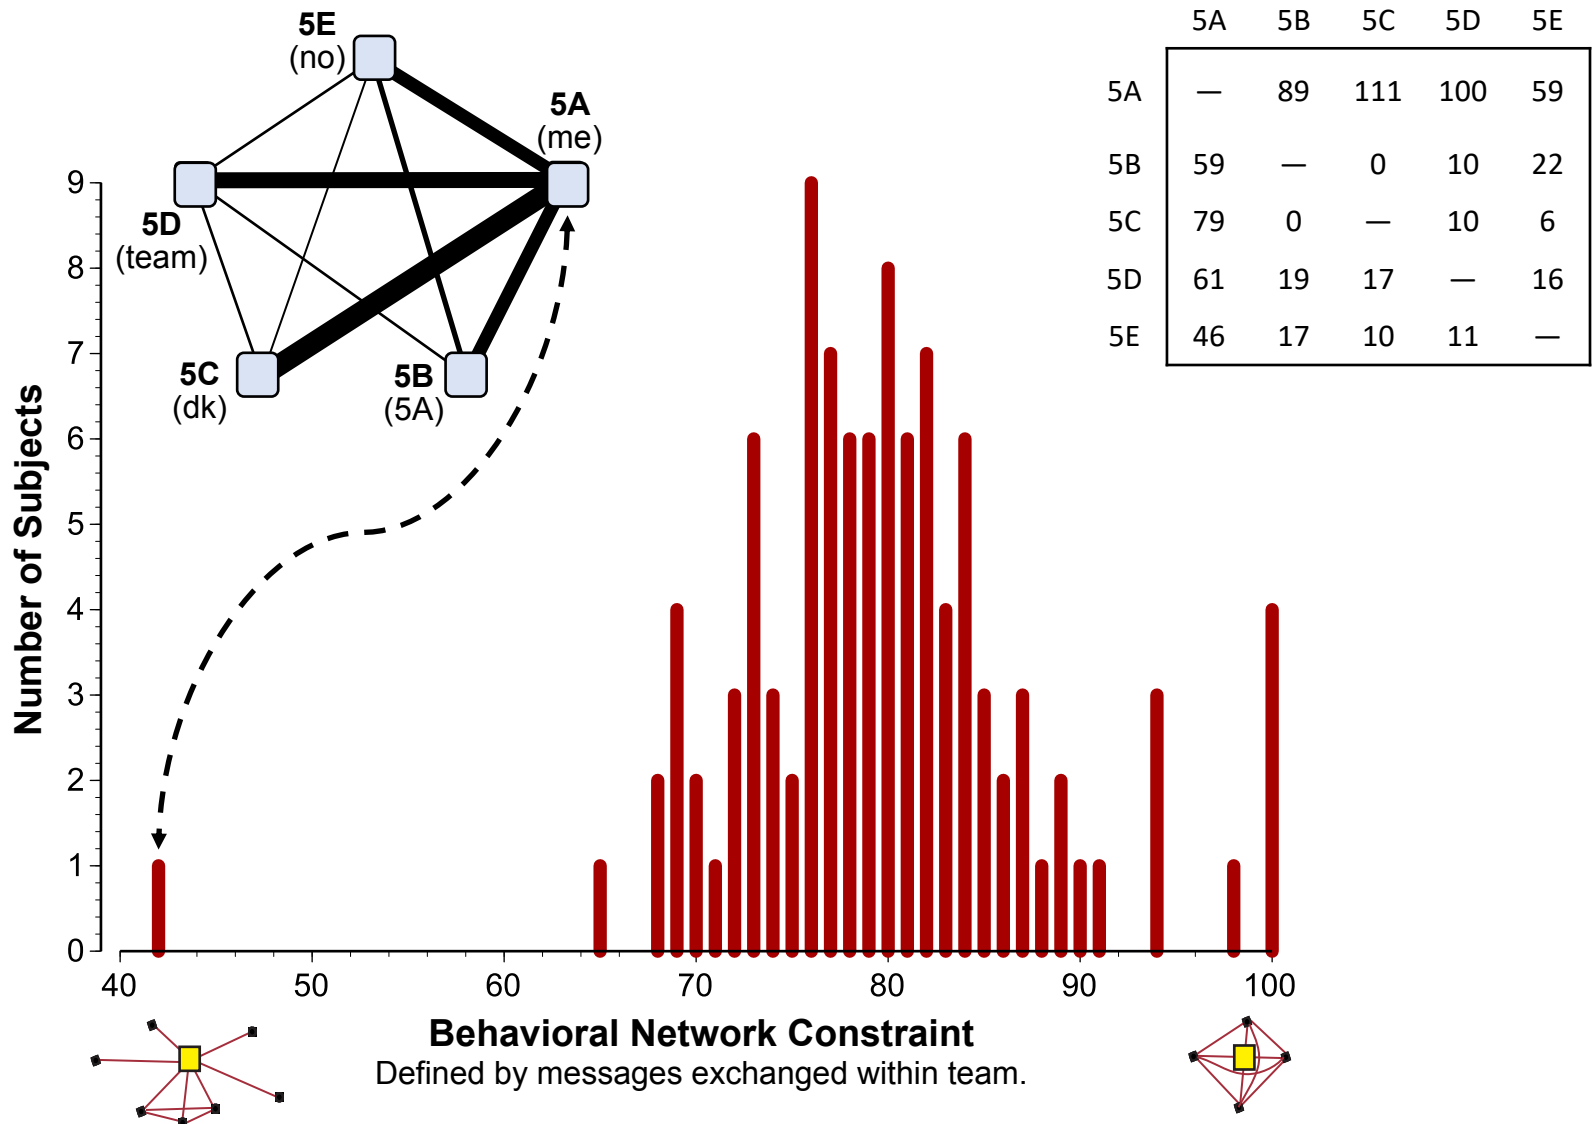 5E
(no)
5A
(me)
5D
(team)
5C
(dk)
5B
(5A)
5A 5B 5C 5D 5E
5A — 89 111 100 59
5B 59 — 0 10 22
5C 79 0 — 10 6
5D 61 19 17 — 16
5E 46 17 10 11 —
Number of Subjects
9
8
7
6
5
4
3
2
1
0
40 50 60 70 80 90 100
Behavioral Network Constraint
Defined by messages exchanged within team.